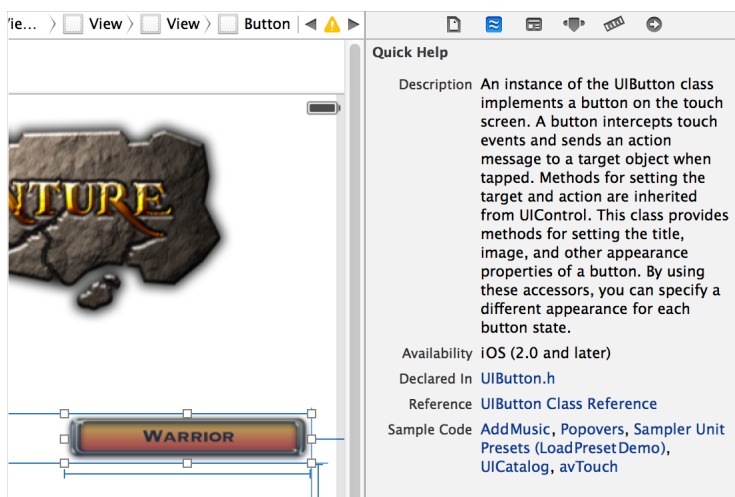 /ie... View View Button
NTURE
WARRIOR
Quick Help
Description An instance of the UIButton class
implements a button on the touch
screen. A button intercepts touch
events and sends an action
message to a target object when
tapped. Methods for setting the
target and action are inherited
from UIControl. This class provides
methods for setting the title,
image, and other appearance
properties of a button. By using
these accessors, you can specify a
different appearance for each
button state.
Availability iOS (2.0 and later)
Declared In UIButton.h
Reference UIButton Class Reference
Sample Code AddMusic, Popovers, Sampler Unit
Presets (LoadPresetDemo),
UICatalog, avTouch